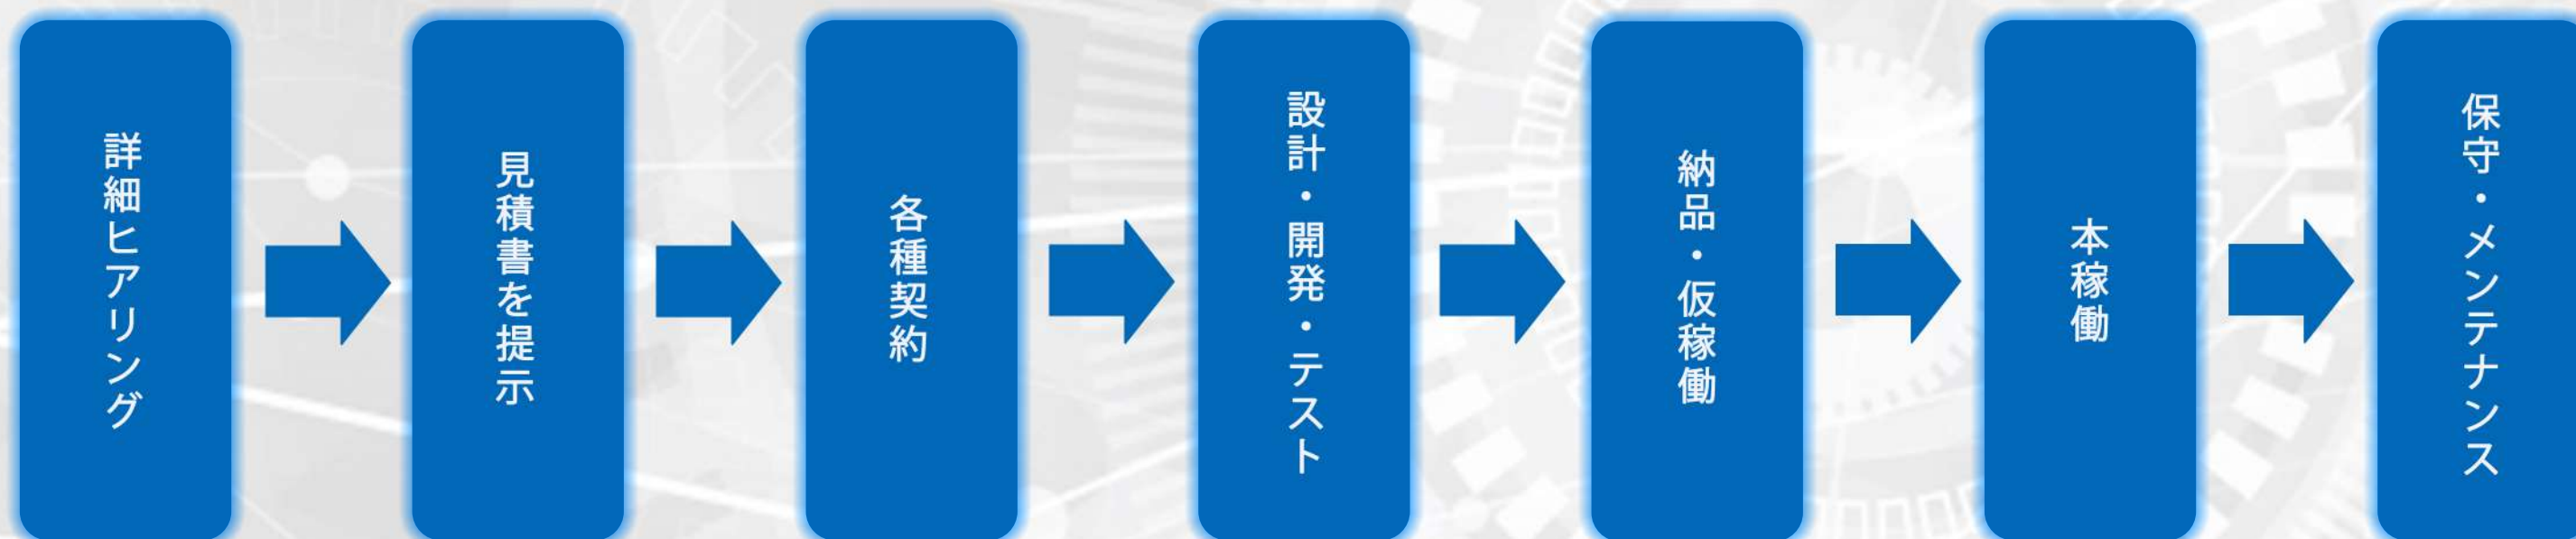 詳細ヒアリング
見積書を提示
各種契約
設計・開発・テスト
納品・仮稼働
本稼働
保守・メンテナンス